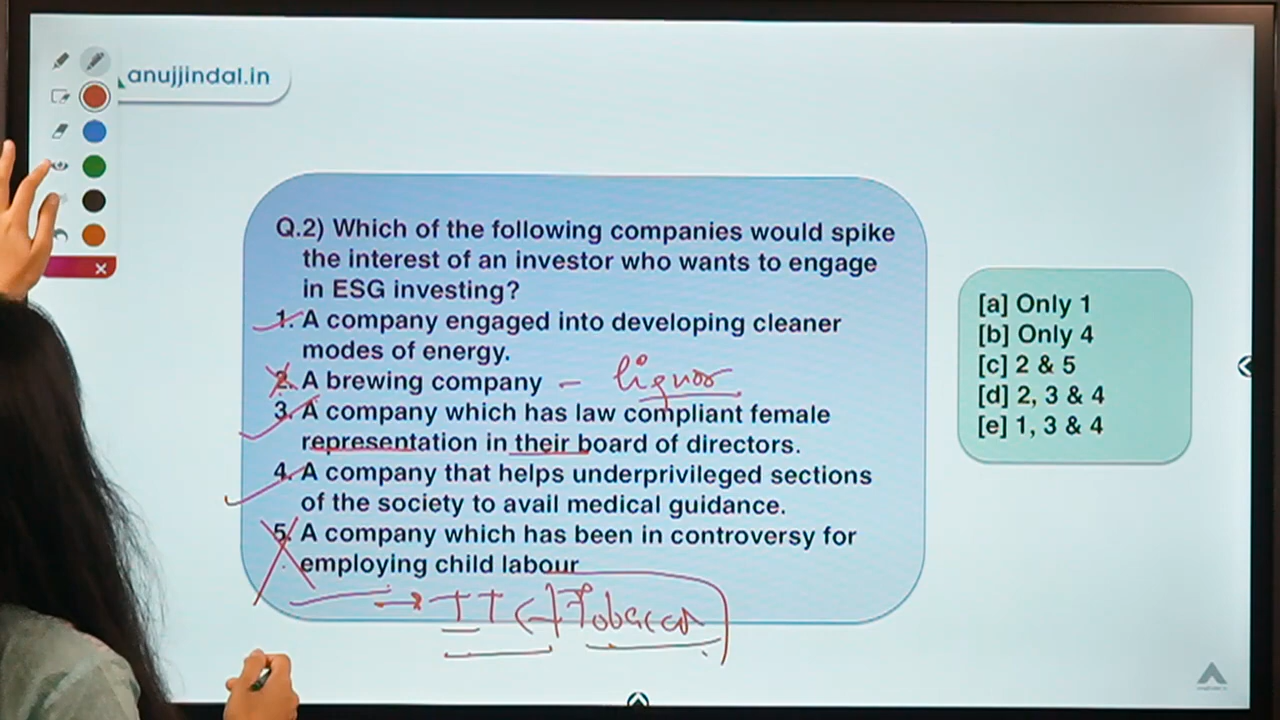 anujjindal.in
Q.2) Which of the following companies would spike
the interest of an investor who wants to engage
in ESG investing?
1. A company engaged into developing cleaner
modes of energy.
2. A brewing company - liquor
3. A company which has law compliant female
representation in their board of directors.
4. A company that helps underprivileged sections
of the society to avail medical guidance.
5. A company which has been in controversy for
employing child labour
→ ITC → Tobacco
[a] Only 1
[b] Only 4
[c] 2 & 5
[d] 2, 3 & 4
[e] 1, 3 & 4